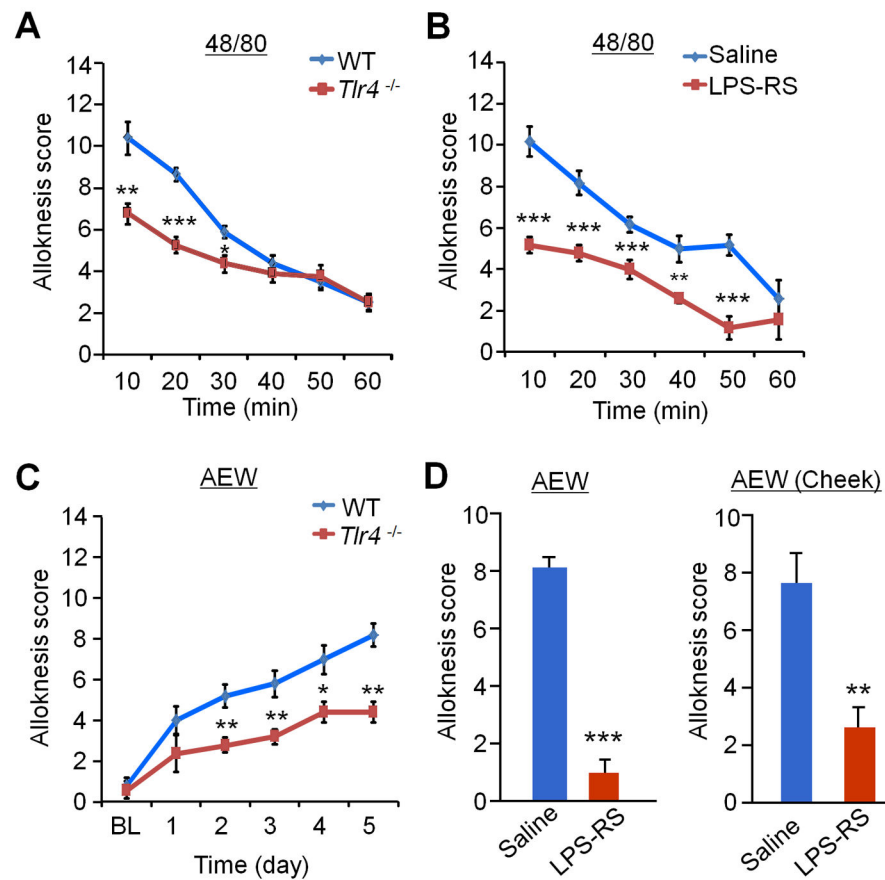 A
48/80
WT
Tlr4 -/-
Alloknesis score
14
12
10
8
6
4
2
0
**
***
*
10 20 30 40 50 60
Time (min)
B
48/80
Saline
LPS-RS
Alloknesis score
14
12
10
8
6
4
2
0
***
***
***
**
***
10 20 30 40 50 60
Time (min)
C
AEW
WT
Tlr4 -/-
Alloknesis score
14
12
10
8
6
4
2
0
**
**
*
**
BL 1 2 3 4 5
Time (day)
D
AEW
Alloknesis score
10
8
6
4
2
0
***
Saline
LPS-RS
AEW (Cheek)
Alloknesis score
10
8
6
4
2
0
**
Saline
LPS-RS